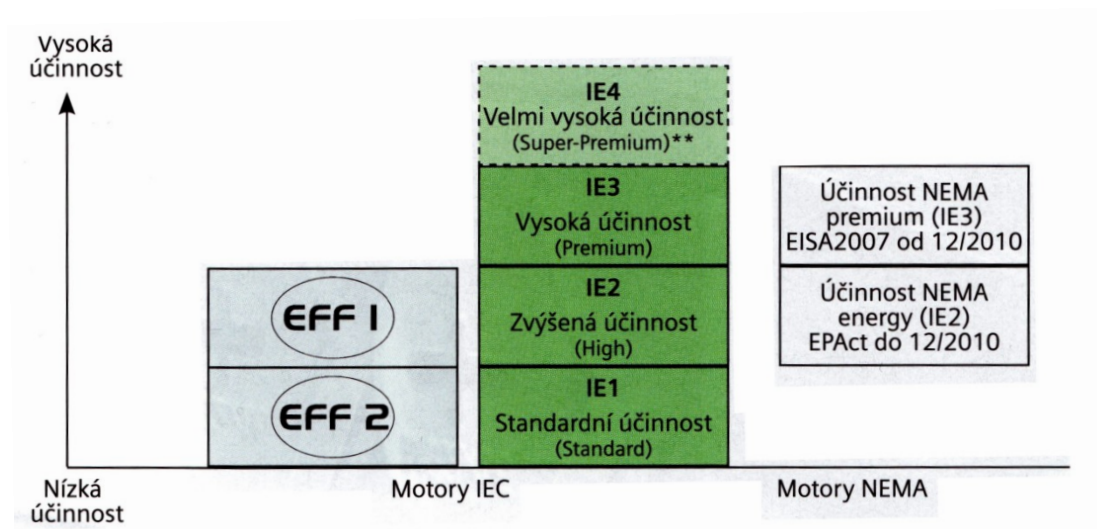 Vysoká
účinnost
IE4
Velmi vysoká účinnost
(Super-Premium)**
IE3
Vysoká účinnost
(Premium)
Účinnost NEMA
premium (IE3)
EISA2007 od 12/2010
EFF 1
IE2
Zvýšená účinnost
(High)
Účinnost NEMA
energy (IE2)
EPAct do 12/2010
EFF 2
IE1
Standardní účinnost
(Standard)
Nízká
účinnost
Motory IEC
Motory NEMA